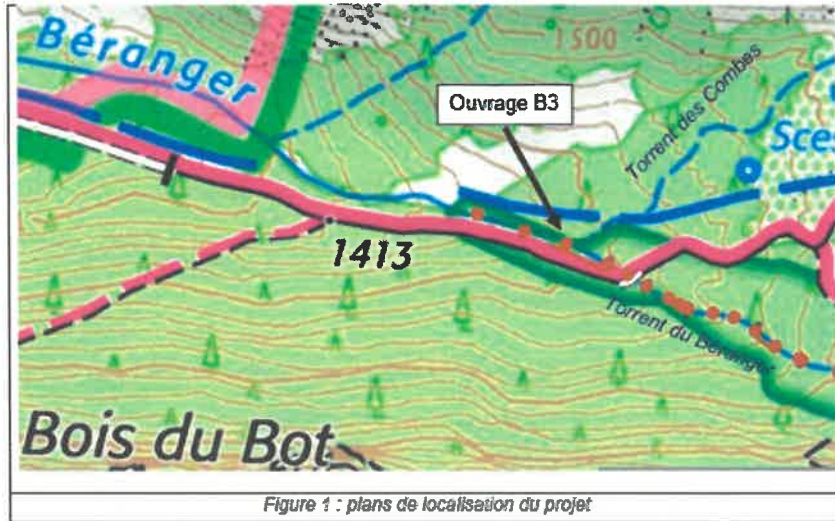 Béranger
1500
Ouvrage B3
Torrent des Combes
Sces
1413
Torrent du Béranger
Bois du Bot
Figure 1 : plans de localisation du projet